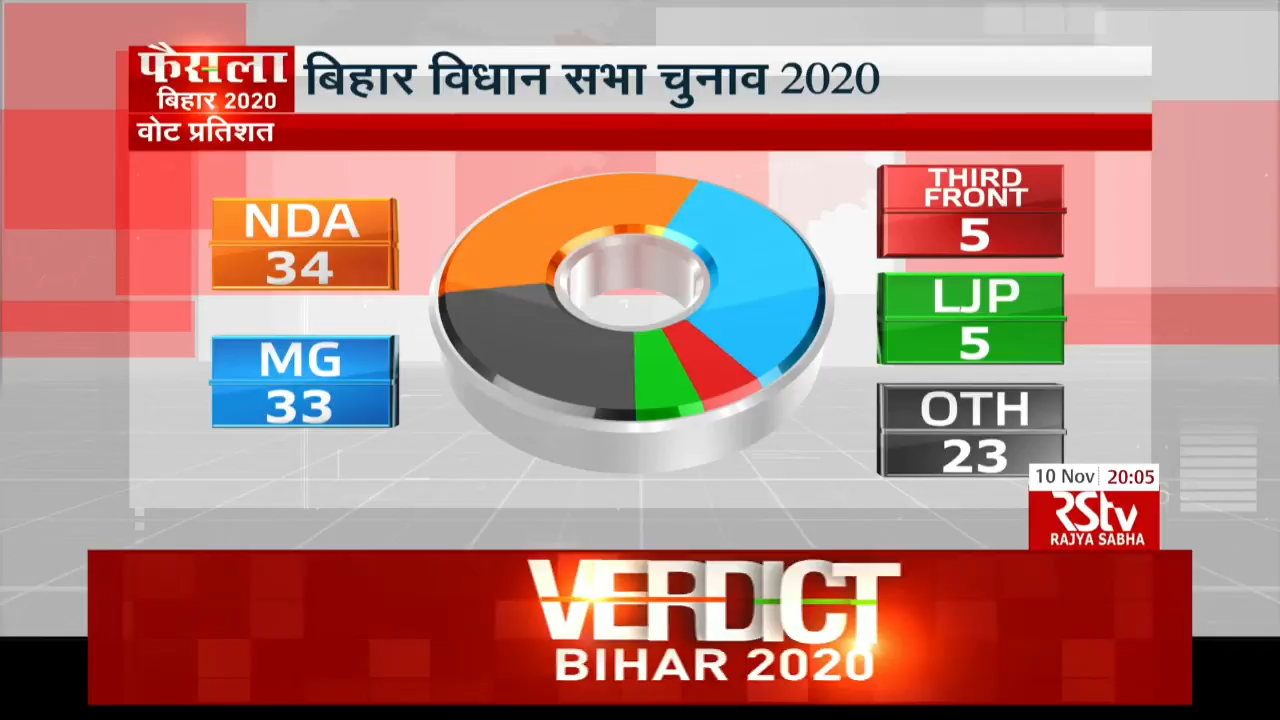 फैसला
बिहार 2020
बिहार विधान सभा चुनाव 2020
वोट प्रतिशत
NDA
34
MG
33
THIRD
FRONT
5
LJP
5
OTH
23
10 Nov 20:05
RStv
RAJYA SABHA
VERDICT
BIHAR 2020